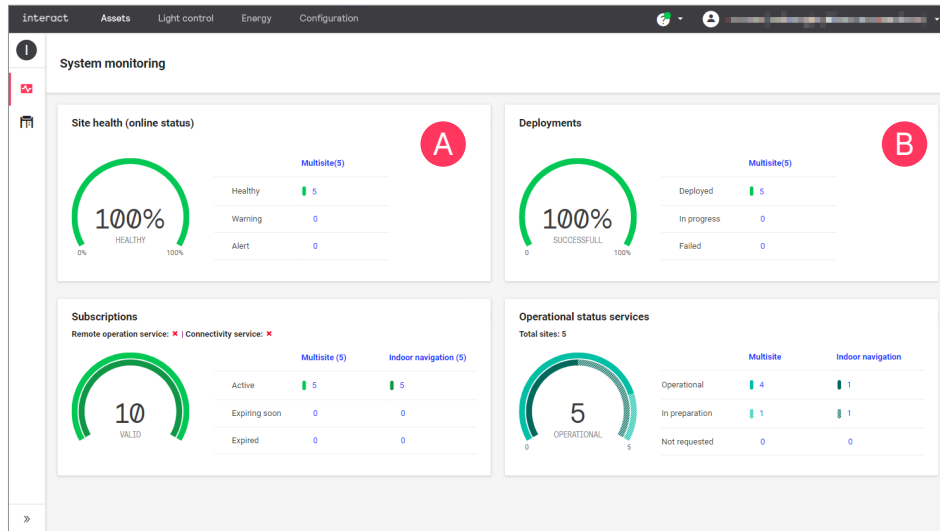 interact Assets Light control Energy Configuration ?
I
System monitoring
Site health (online status)
A
Multisite(5)
Healthy 5
Warning 0
Alert 0
100%
HEALTHY
0% 100%
Deployments
B
Multisite(5)
Deployed 5
In progress 0
Failed 0
100%
SUCCESSFULL
0 100%
Subscriptions
Remote operation service: ✖ | Connectivity service: ✖
Multisite (5) Indoor navigation (5)
Active 5 5
Expiring soon 0 0
Expired 0 0
10
VALID
Operational status services
Total sites: 5
Multisite Indoor navigation
Operational 4 1
In preparation 1 1
Not requested 0 0
5
OPERATIONAL
0 5
»